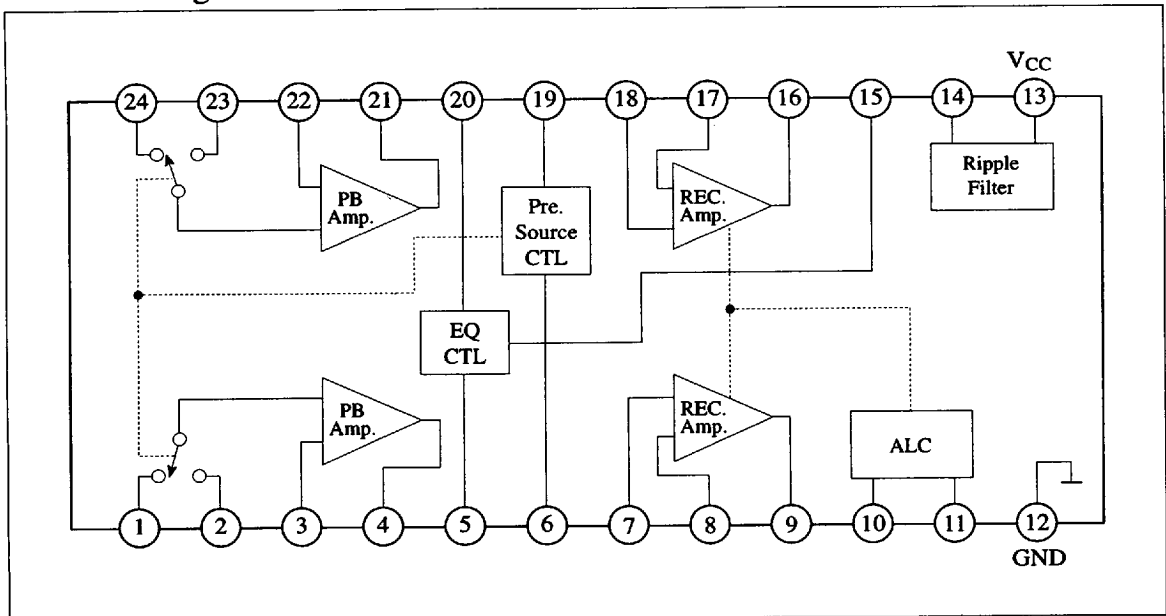 V_CC
24 23 22 21 20 19 18 17 16 15 14 13
PB
Amp.
Pre.
Source
CTL
REC.
Amp.
Ripple
Filter
EQ
CTL
PB
Amp.
REC.
Amp.
ALC
1 2 3 4 5 6 7 8 9 10 11 12
GND